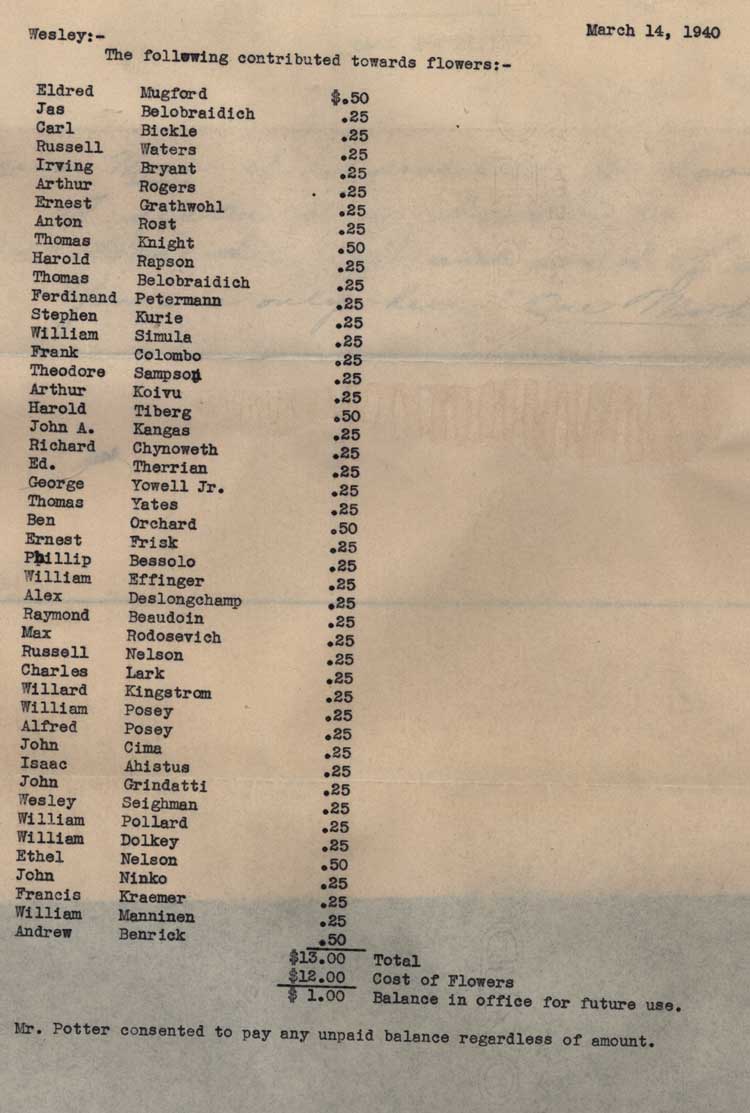 Wesley:- March 14, 1940
The following contributed towards flowers:-
Eldred Mugford $.50
Jas Belobraidich .25
Carl Bickle .25
Russell Waters .25
Irving Bryant .25
Arthur Rogers .25
Ernest Grathwohl .25
Anton Rost .25
Thomas Knight .50
Harold Rapson .25
Thomas Belobraidich .25
Ferdinand Petermann .25
Stephen Kurie .25
William Simula .25
Frank Colombo .25
Theodore Sampson .25
Arthur Koivu .25
Harold Tiberg .50
John A. Kangas .25
Richard Chynoweth .25
Ed. Therrian .25
George Yowell Jr. .25
Thomas Yates .25
Ben Orchard .50
Ernest Frisk .25
Phillip Bessolo .25
William Effinger .25
Alex Deslongchamp .25
Raymond Beaudoin .25
Max Rodosevich .25
Russell Nelson .25
Charles Lark .25
Willard Kingstrom .25
William Posey .25
Alfred Posey .25
John Cima .25
Isaac Ahistus .25
John Grindatti .25
Wesley Seighman .25
William Pollard .25
William Dolkey .25
Ethel Nelson .50
John Ninko .25
Francis Kraemer .25
William Manninen .25
Andrew Benrick .50
$13.00 Total
$12.00 Cost of Flowers
$ 1.00 Balance in office for future use.
Mr. Potter consented to pay any unpaid balance regardless of amount.